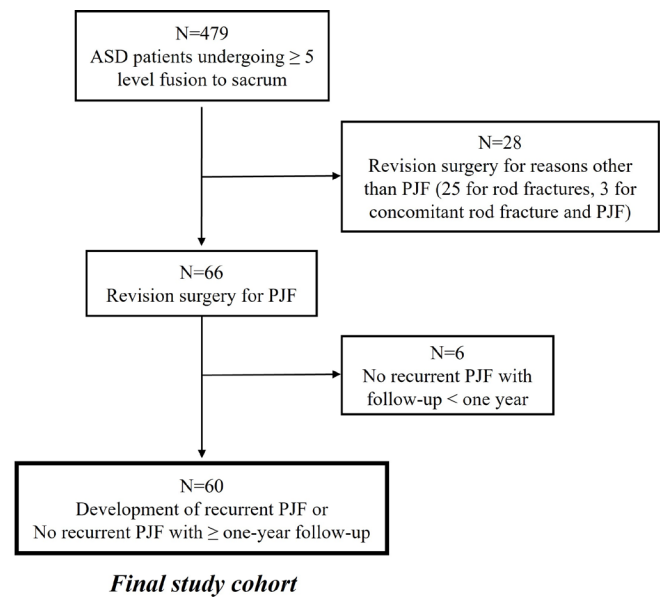 N=479
ASD patients undergoing ≥ 5
level fusion to sacrum
N=28
Revision surgery for reasons other
than PJF (25 for rod fractures, 3 for
concomitant rod fracture and PJF)
N=66
Revision surgery for PJF
N=6
No recurrent PJF with
follow-up < one year
N=60
Development of recurrent PJF or
No recurrent PJF with ≥ one-year follow-up
Final study cohort